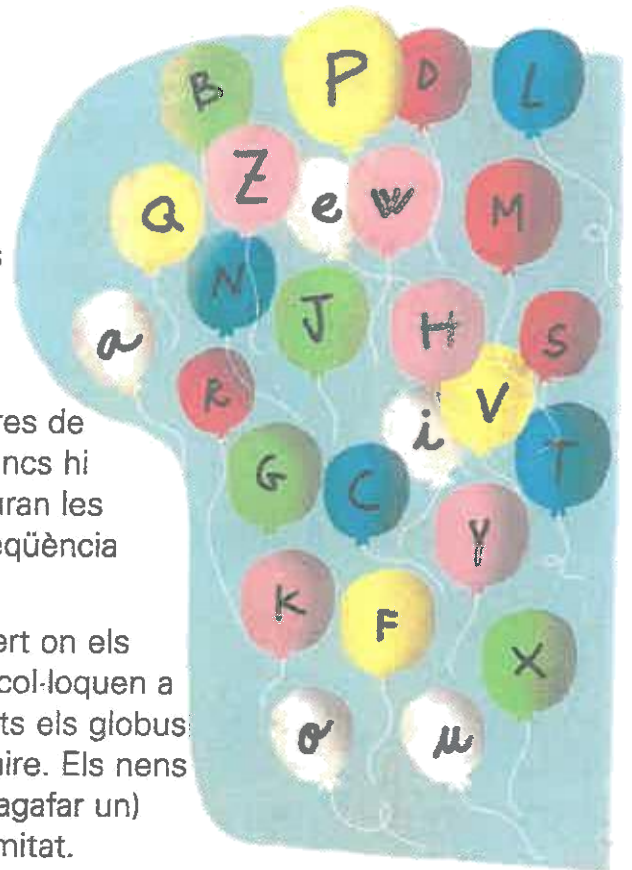 B P D L
Z e W M
Q
s
N J H S
a
R i V
res de
ncs hi
G C T
uran les
eqüència
Y
K F
ert on els
X
col·loquen a
ts els globus
o u
aire. Els nens
agafar un)
mitat.